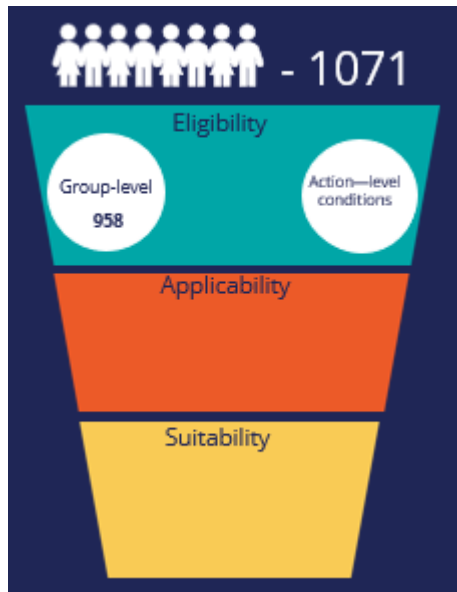 - 1071
Eligibility
Group-level
958
Action—level
conditions
Applicability
Suitability